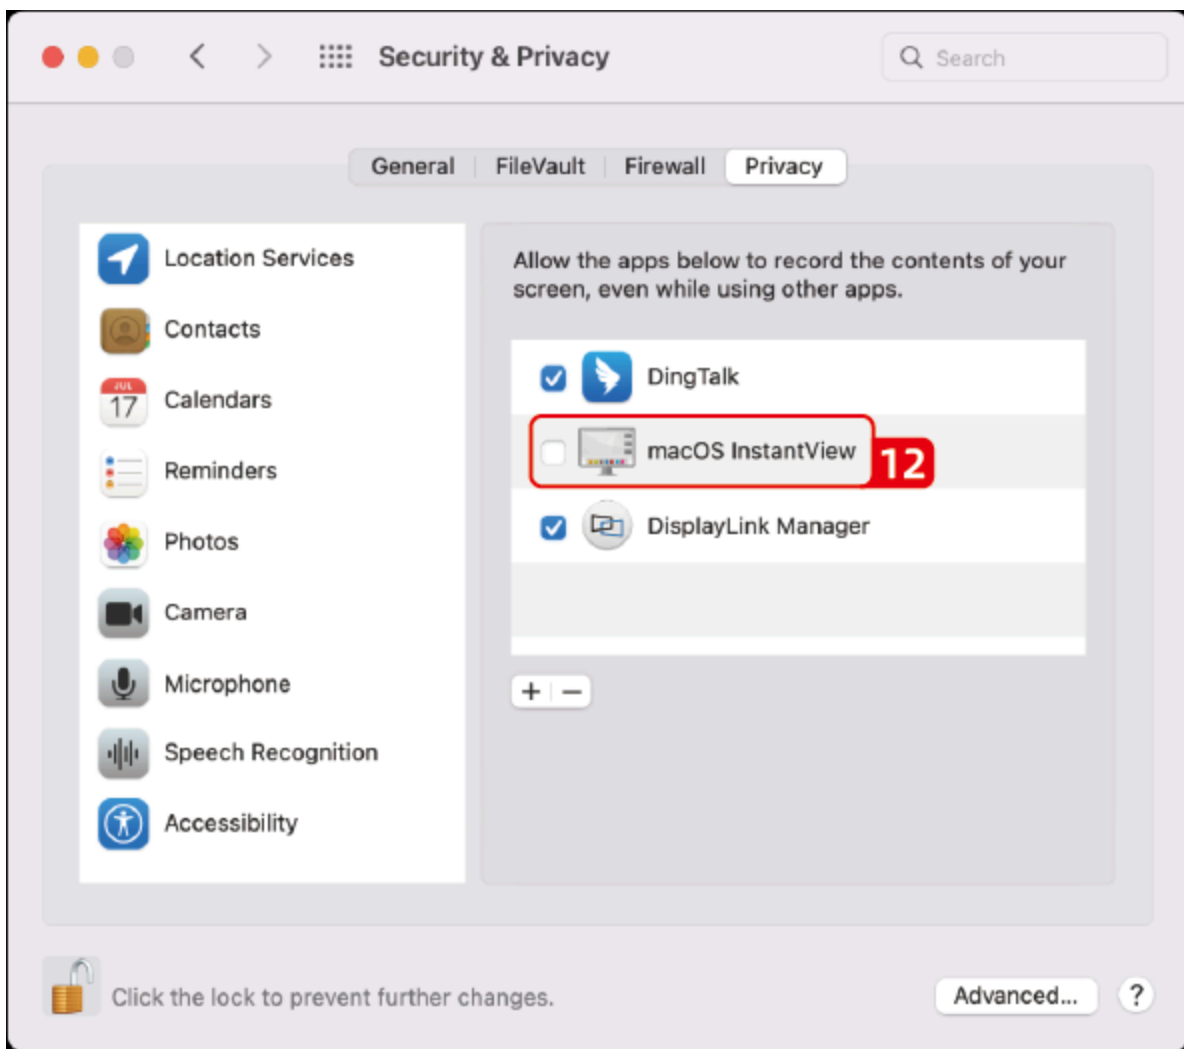 Security & Privacy
Search
General
FileVault
Firewall
Privacy
Location Services
Contacts
JUL
17
Calendars
Reminders
Photos
Camera
Microphone
Speech Recognition
Accessibility
Allow the apps below to record the contents of your
screen, even while using other apps.
DingTalk
macOS InstantView
12
DisplayLink Manager
+ −
Click the lock to prevent further changes.
Advanced...
?